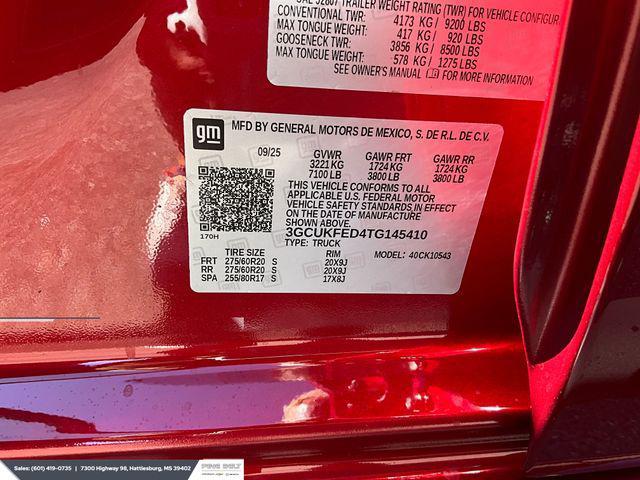 SAE J2807 TRAILER WEIGHT RATING (TWR) FOR VEHICLE CONFIGUR
CONVENTIONAL TWR: 4173 KG / 9200 LBS
MAX TONGUE WEIGHT: 417 KG / 920 LBS
GOOSENECK TWR: 3856 KG / 8500 LBS
MAX TONGUE WEIGHT: 578 KG / 1275 LBS
SEE OWNER'S MANUAL FOR MORE INFORMATION
gm MFD BY GENERAL MOTORS DE MEXICO, S. DE R.L. DE C.V.
09/25 GVWR GAWR FRT GAWR RR
3221 KG 1724 KG 1724 KG
7100 LB 3800 LB 3800 LB
THIS VEHICLE CONFORMS TO ALL
APPLICABLE U.S. FEDERAL MOTOR
VEHICLE SAFETY STANDARDS IN EFFECT
ON THE DATE OF MANUFACTURE SHOWN ABOVE.
3GCUKFED4TG145410
170H TYPE: TRUCK
TIRE SIZE RIM MODEL: 40CK10543
FRT 275/60R20 S 20X9J
RR 275/60R20 S 20X9J
SPA 255/80R17 S 17X8J
Sales: (601) 419-0735 | 7300 Highway 98, Hattiesburg, MS 39402
PINE BELT